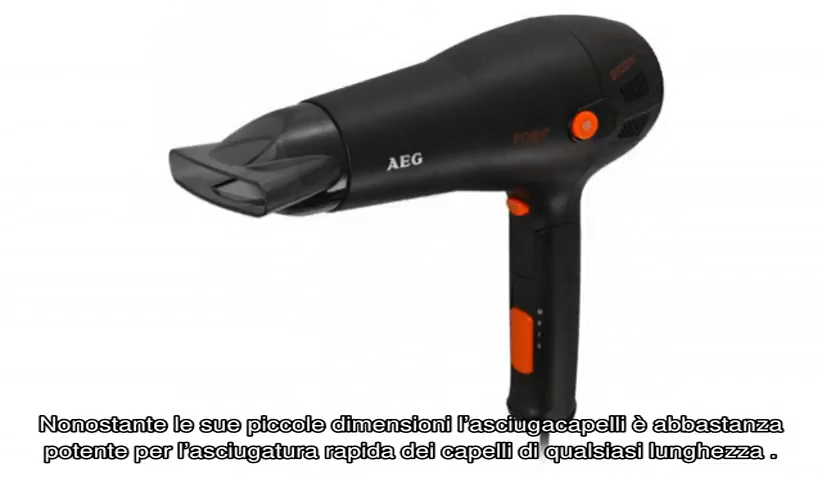 AEG
Nonostante le sue piccole dimensioni l'asciugacapelli è abbastanza
potente per l'asciugatura rapida dei capelli di qualsiasi lunghezza .